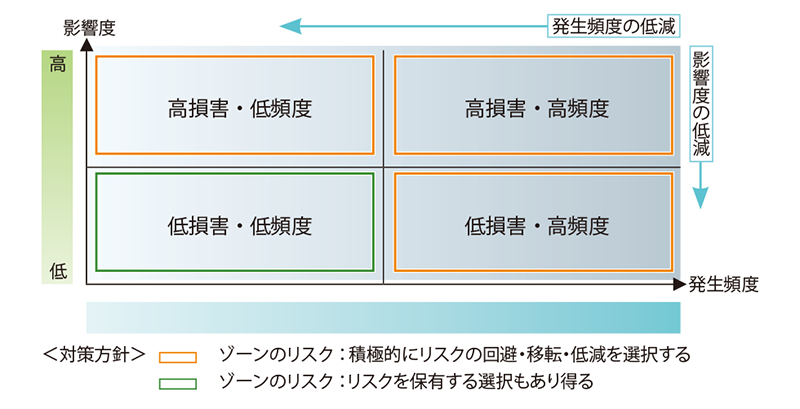 影響度
発生頻度の低減
高
高損害・低頻度
高損害・高頻度
影響度の低減
低損害・低頻度
低損害・高頻度
低
発生頻度
＜対策方針＞
ゾーンのリスク：積極的にリスクの回避・移転・低減を選択する
ゾーンのリスク：リスクを保有する選択もあり得る